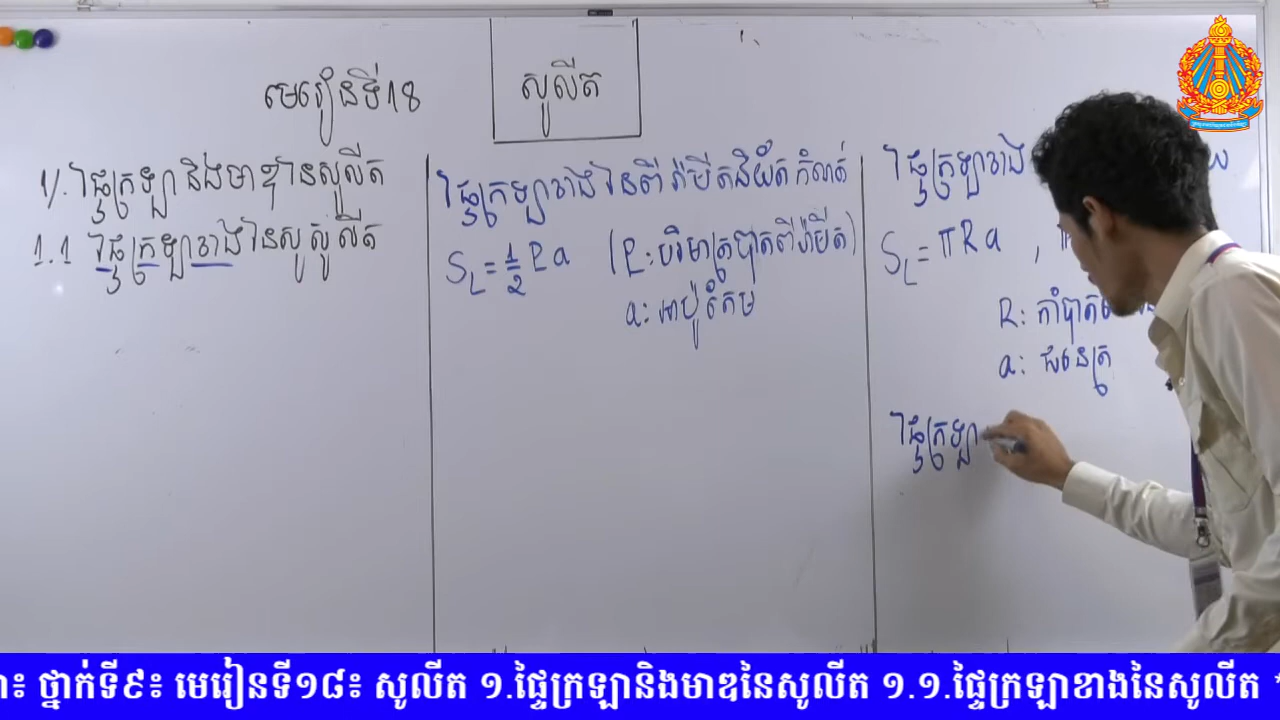 មេរៀនទី18
សូលីត
1/. ផ្ទៃក្រឡានិងមាឌនៃសូលីត
1.1 ផ្ទៃក្រឡាខាងនៃសូសូលីត
ផ្ទៃក្រឡាខាងនៃពីរ៉ាមីតនិយ័តកំណត់
S_L = 1/2 Pa (P: បរិមាត្របាតពីរ៉ាមីត)
a: អាប៉ូតែម
ផ្ទៃក្រឡាខាង
S_L = πRa ,
R: កាំបាត
a: ជំនេត្រ
ផ្ទៃក្រឡា
៖ ថ្នាក់ទី៩៖ មេរៀនទី១៨៖ សូលីត ១.ផ្ទៃក្រឡានិងមាឌនៃសូលីត ១.១.ផ្ទៃក្រឡាខាងនៃសូលីត